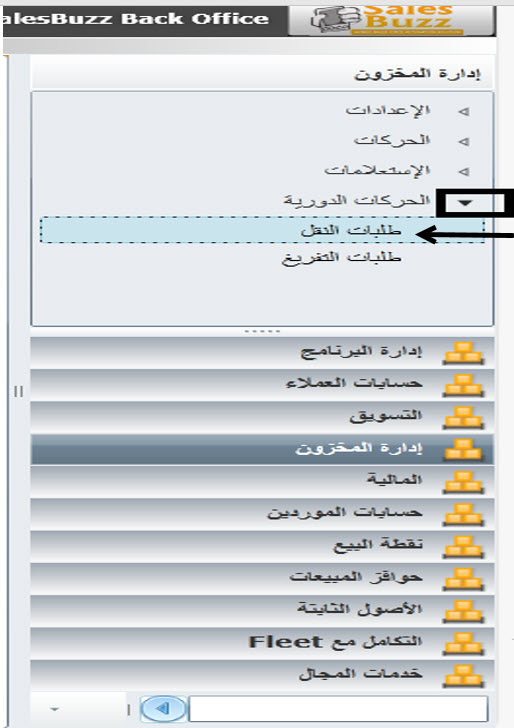 alesBuzz Back Office
Sales
Buzz
إدارة المخزون
الإعدادات
الحركات
الإستعلامات
الحركات الدورية
طلبات النقل
طلبات التفريغ
إدارة البرنامج
حسابات العملاء
التسويق
إدارة المخزون
المالية
حسابات الموردين
نقطة البيع
حوافز المبيعات
الأصول الثابتة
التكامل مع Fleet
خدمات المجال